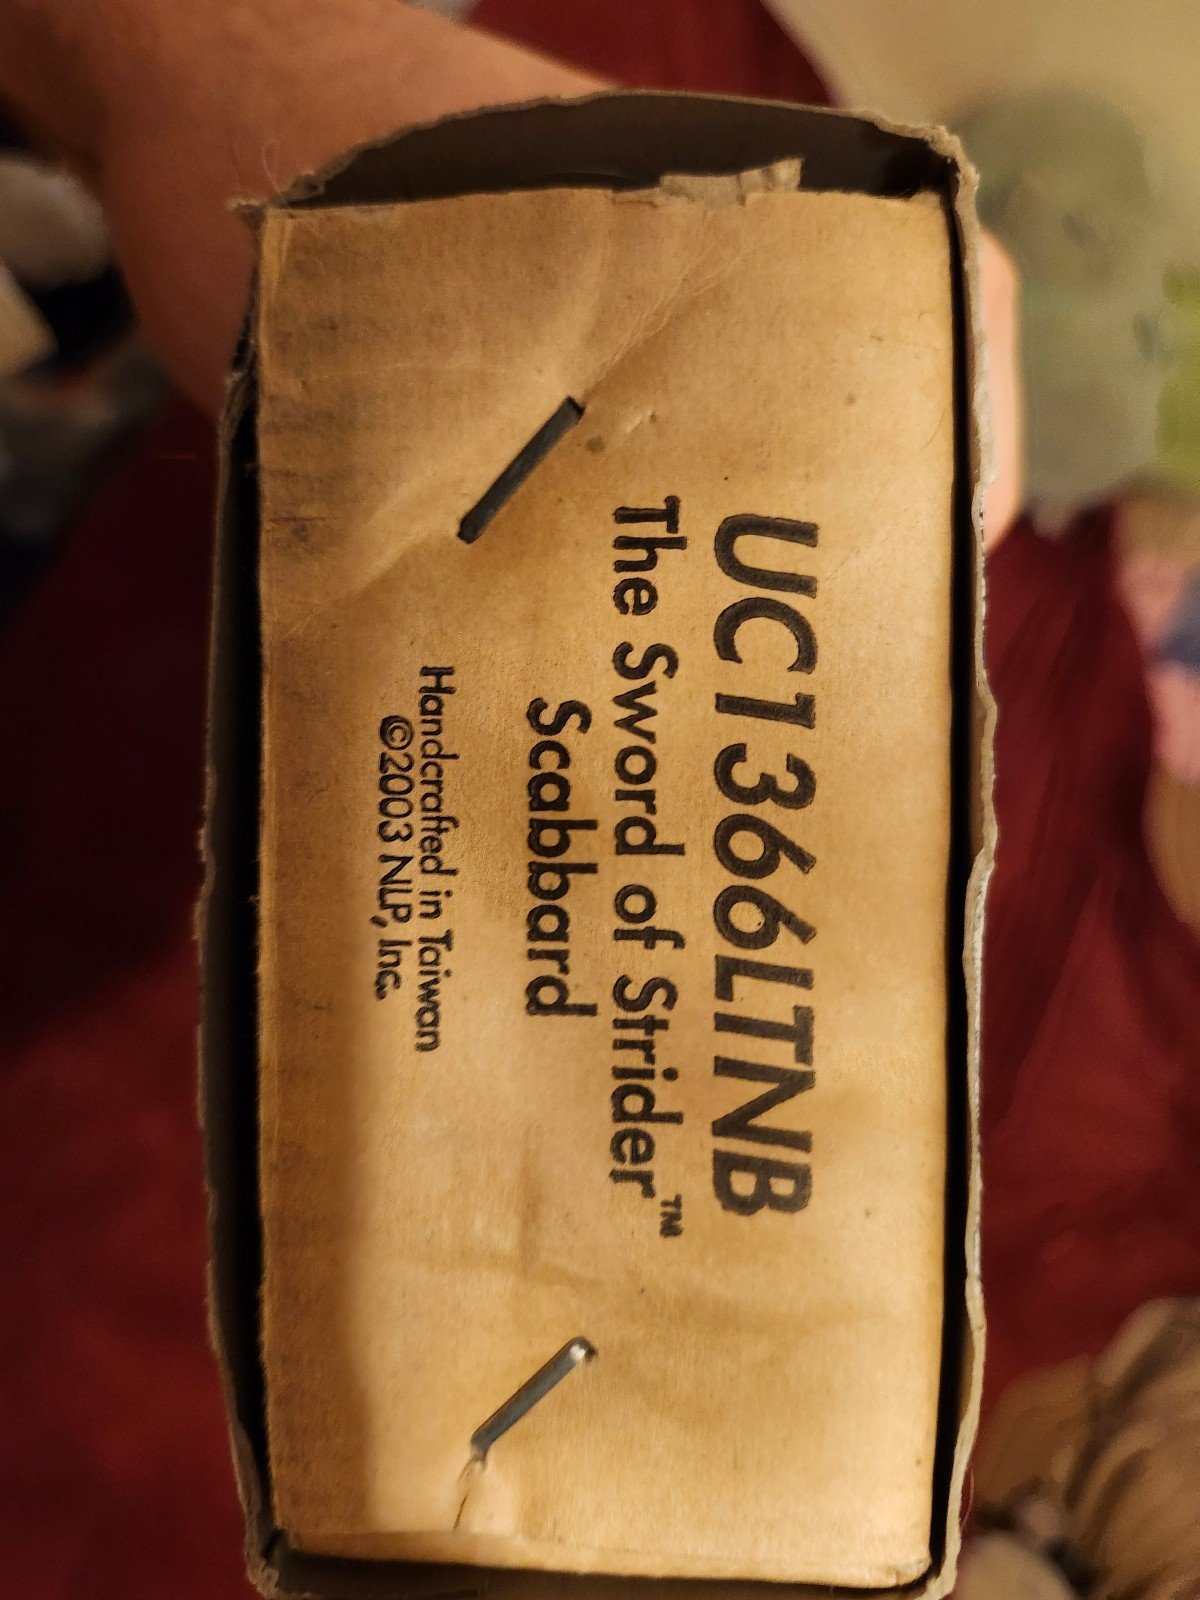 UC1366LTNB
The Sword of Strider™
Scabbard
Handcrafted in Taiwan
©2003 NLP, Inc.